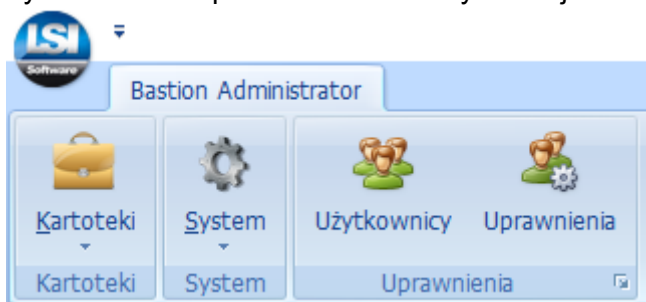 LSI
Software
Bastion Administrator
Kartoteki
System
Użytkownicy
Uprawnienia
Kartoteki
System
Uprawnienia